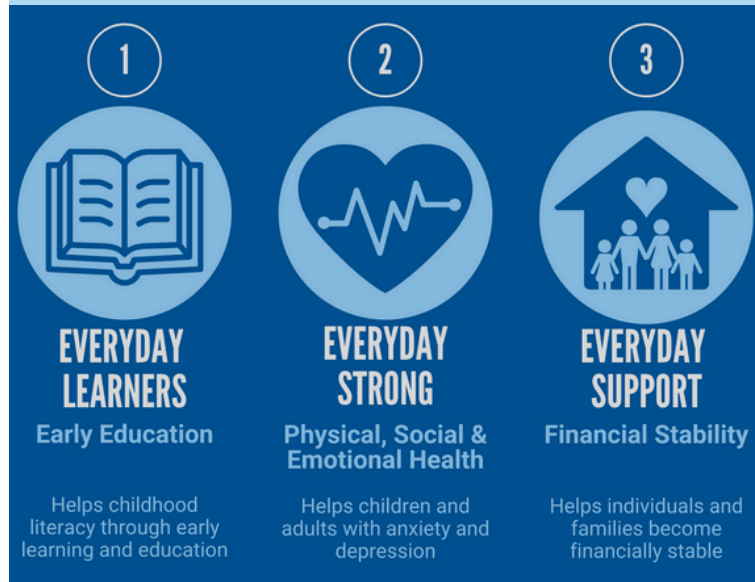 1
EVERYDAY
LEARNERS
Early Education
Helps childhood
literacy through early
learning and education
2
EVERYDAY
STRONG
Physical, Social &
Emotional Health
Helps children and
adults with anxiety and
depression
3
EVERYDAY
SUPPORT
Financial Stability
Helps individuals and
families become
financially stable